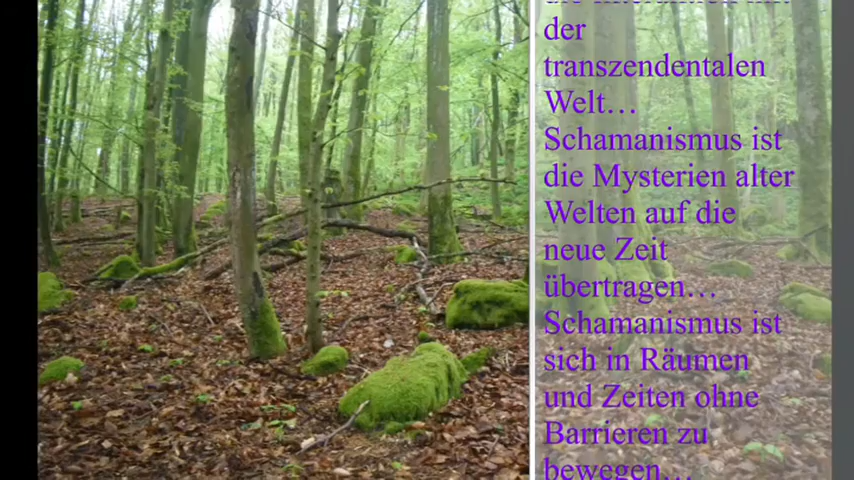 der
transzendentalen
Welt…
Schamanismus ist
die Mysterien alter
Welten auf die
neue Zeit
übertragen…
Schamanismus ist
sich in Räumen
und Zeiten ohne
Barrieren zu
bewegen…